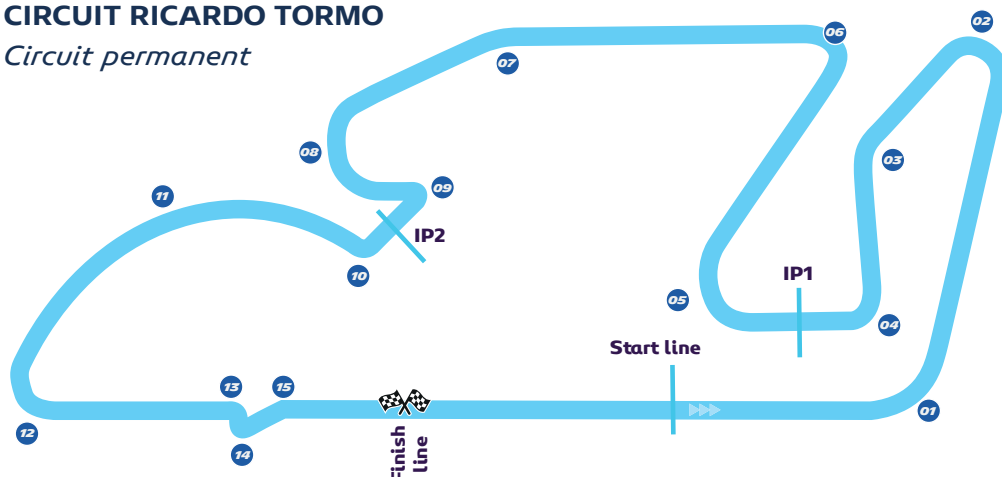 CIRCUIT RICARDO TORMO
Circuit permanent
02
06
07
08
03
09
11
IP2
10
IP1
05
04
Start line
13
15
01
12
14
Finish
line